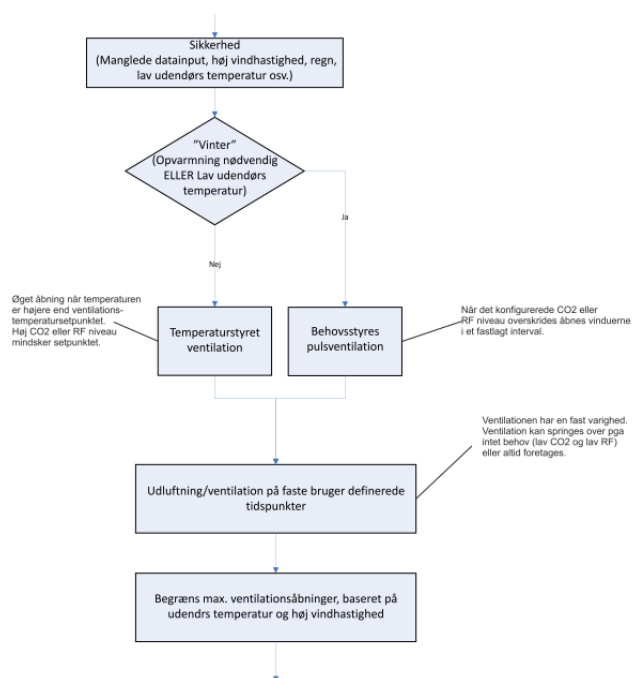 Sikkerhed
(Manglede datainput, høj vindhastighed, regn,
lav udendørs temperatur osv.)
”Vinter”
(Opvarmning nødvendig
ELLER Lav udendørs
temperatur)
Ja
Nej
Øget åbning når temperaturen
er højere end ventilations-
temperatursetpunktet.
Høj CO2 eller RF niveau
mindsker setpunktet.
Temperaturstyret
ventilation
Behovsstyres
pulsventilation
Når det konfigurerede CO2 eller
RF niveau overskrides åbnes vinduerne
i et fastlagt interval.
Ventilationen har en fast varighed.
Ventilation kan springes over pga
intet behov (lav CO2 og lav RF)
eller altid foretages.
Udluftning/ventilation på faste bruger definerede
tidspunkter
Begræns max. ventilationsåbninger, baseret på
udendrs temperatur og høj vindhastighed